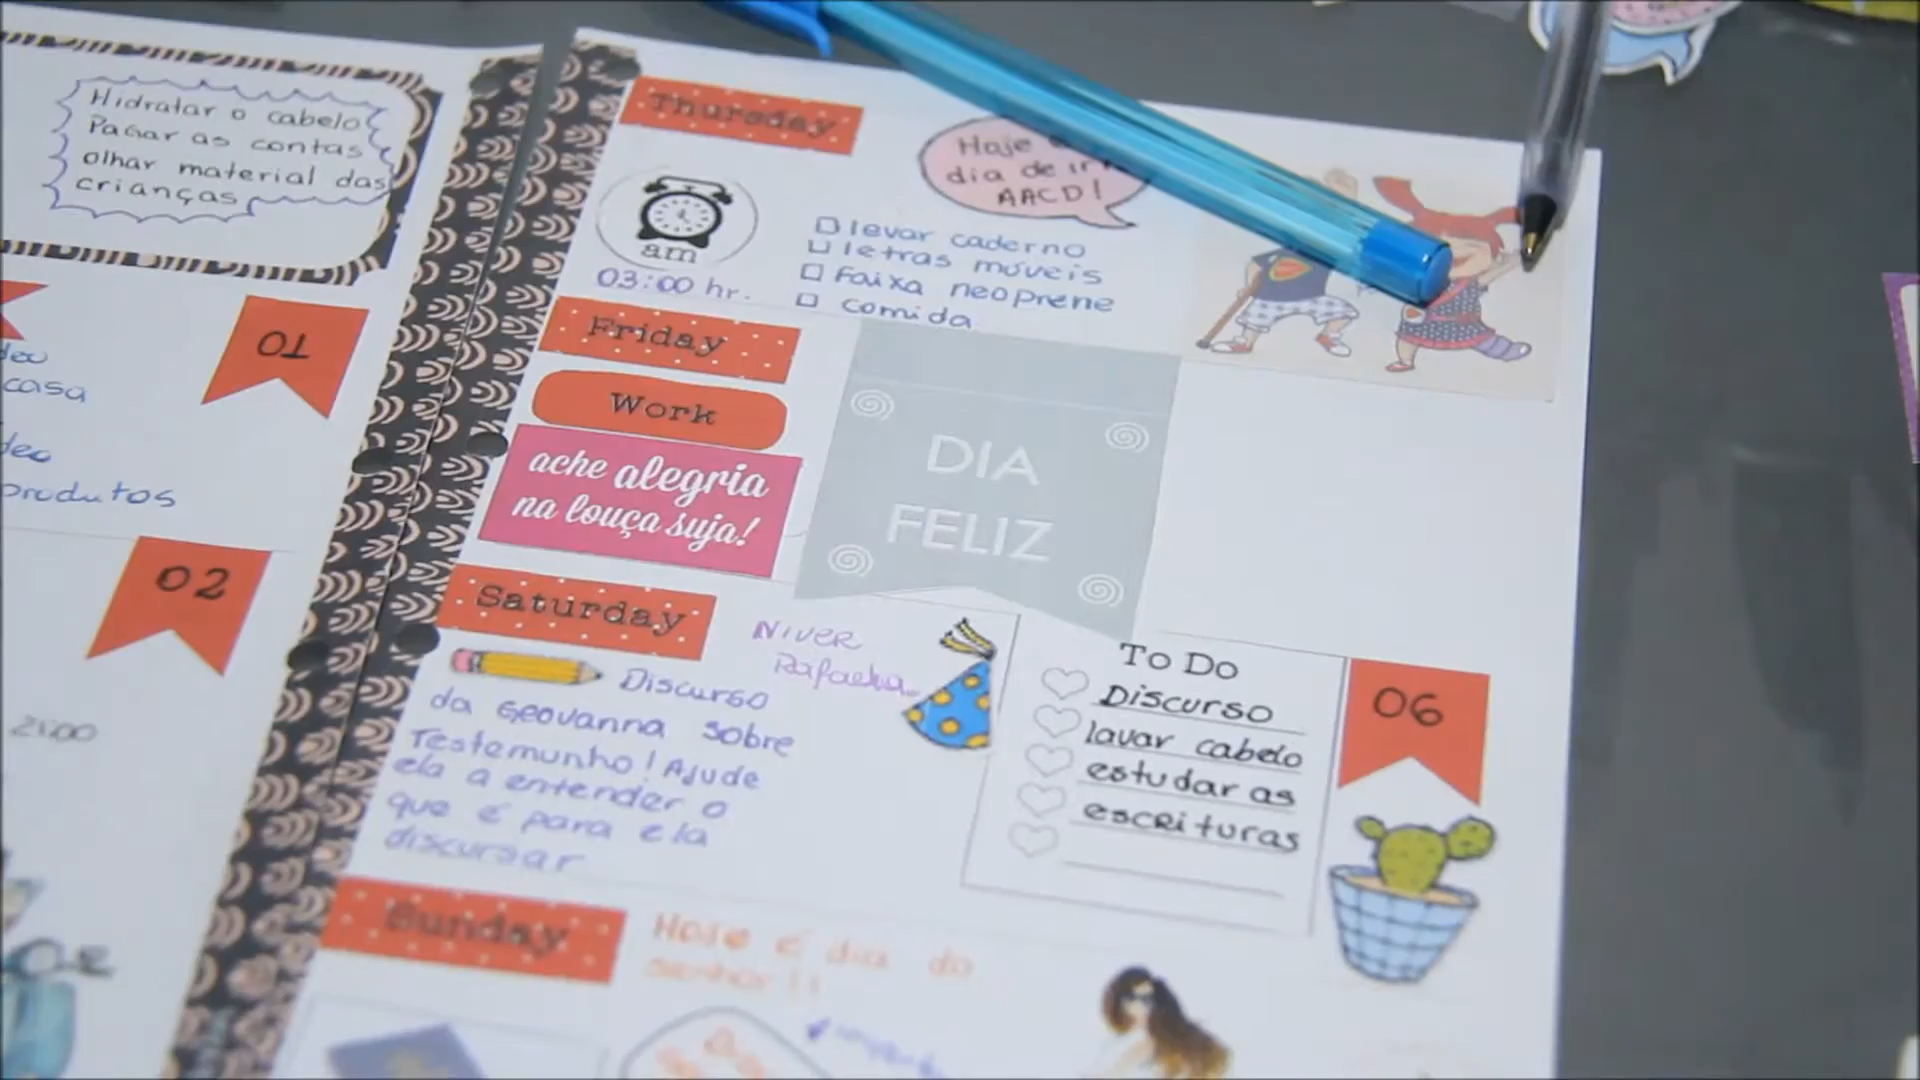 Hidratar o cabelo
Pagar as contas
olhar material das
crianças
01
casa
produtos
02
21:00
Thursday
Hoje
dia de ir
AACD!
am
03:00 hr.
levar caderno
letras móveis
faixa neoprene
comida
Friday
Work
ache alegria
na louça suja!
DIA
FELIZ
Saturday
Niver
Rafaela
Discurso
da Geovanna sobre
Testemunho! Ajude
ela a entender o
que é para ela
discursar
To Do
Discurso
lavar cabelo
estudar as
escrituras
06
Sunday
Hoje é dia do
senhor!!